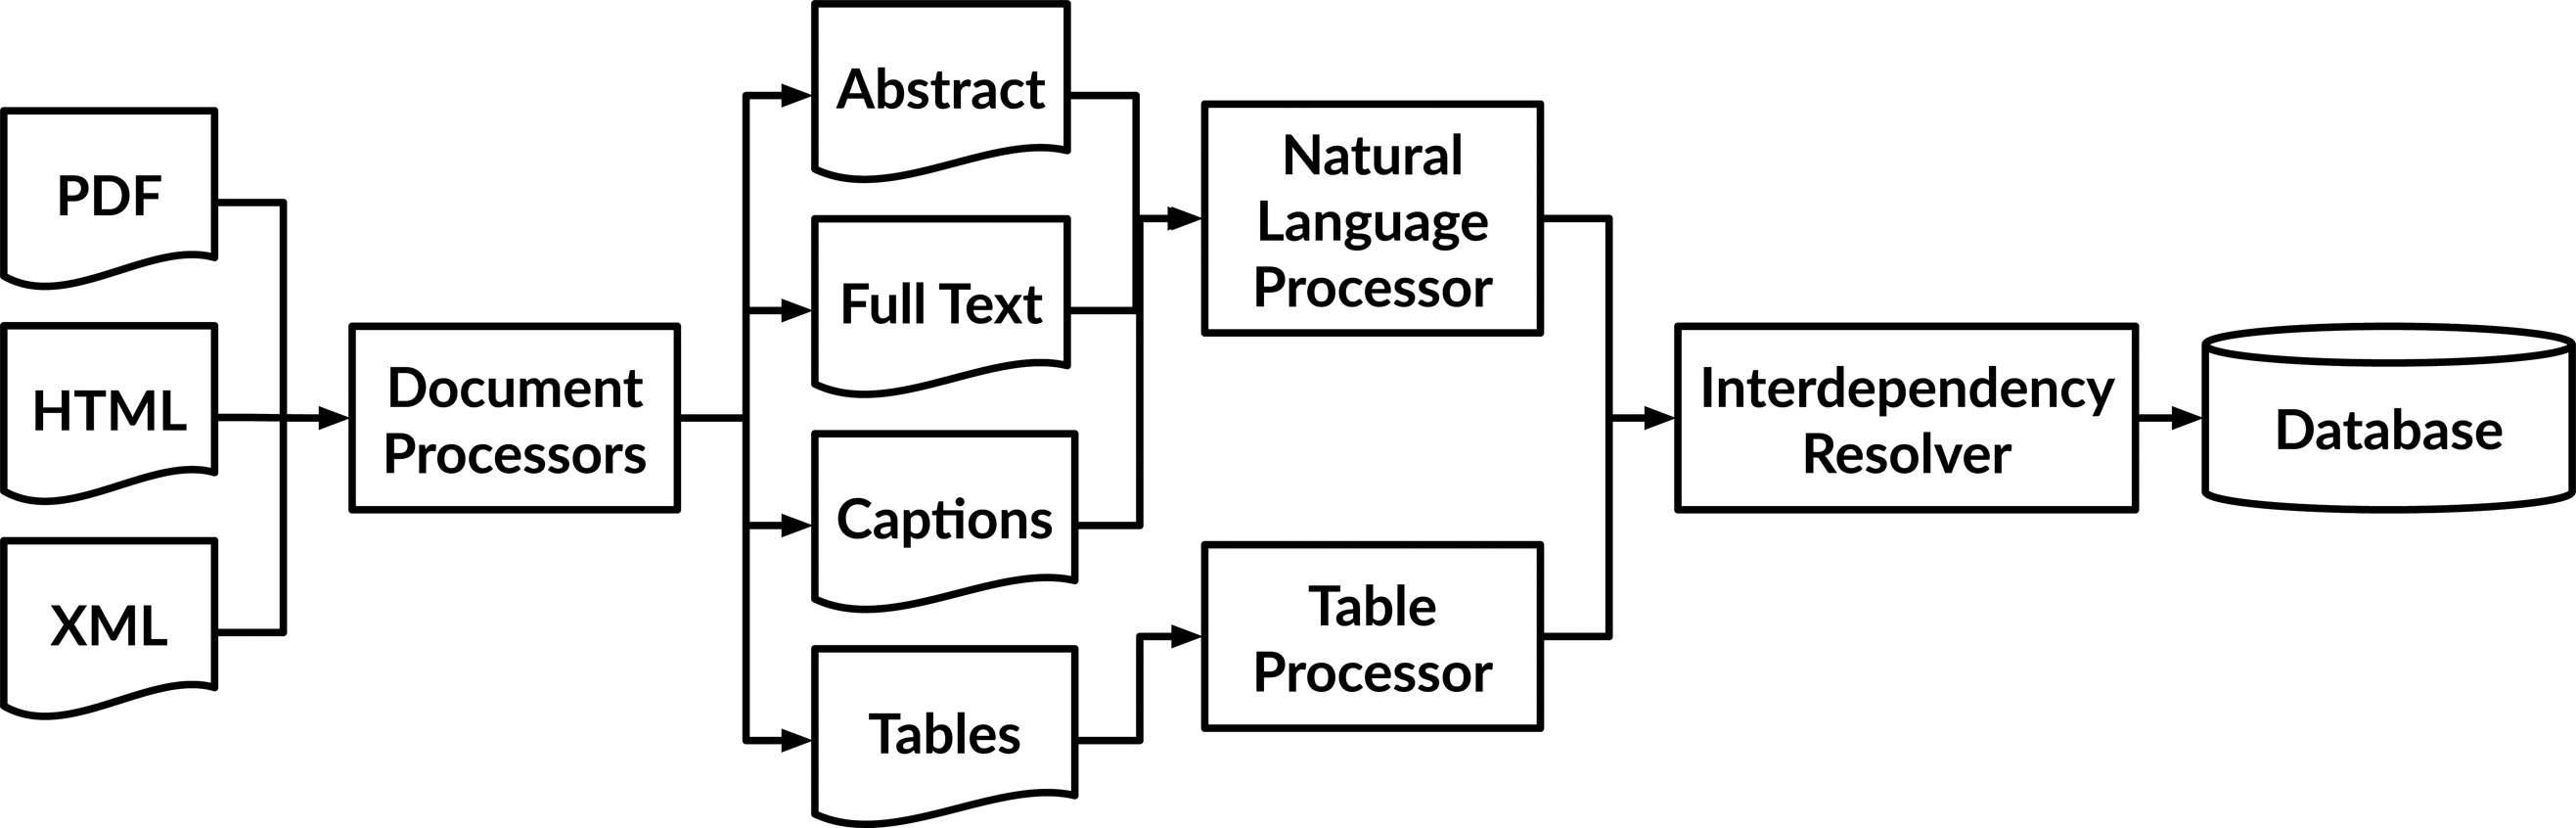 PDF
HTML
XML
Document
Processors
Abstract
Full Text
Captions
Tables
Natural
Language
Processor
Table
Processor
Interdependency
Resolver
Database